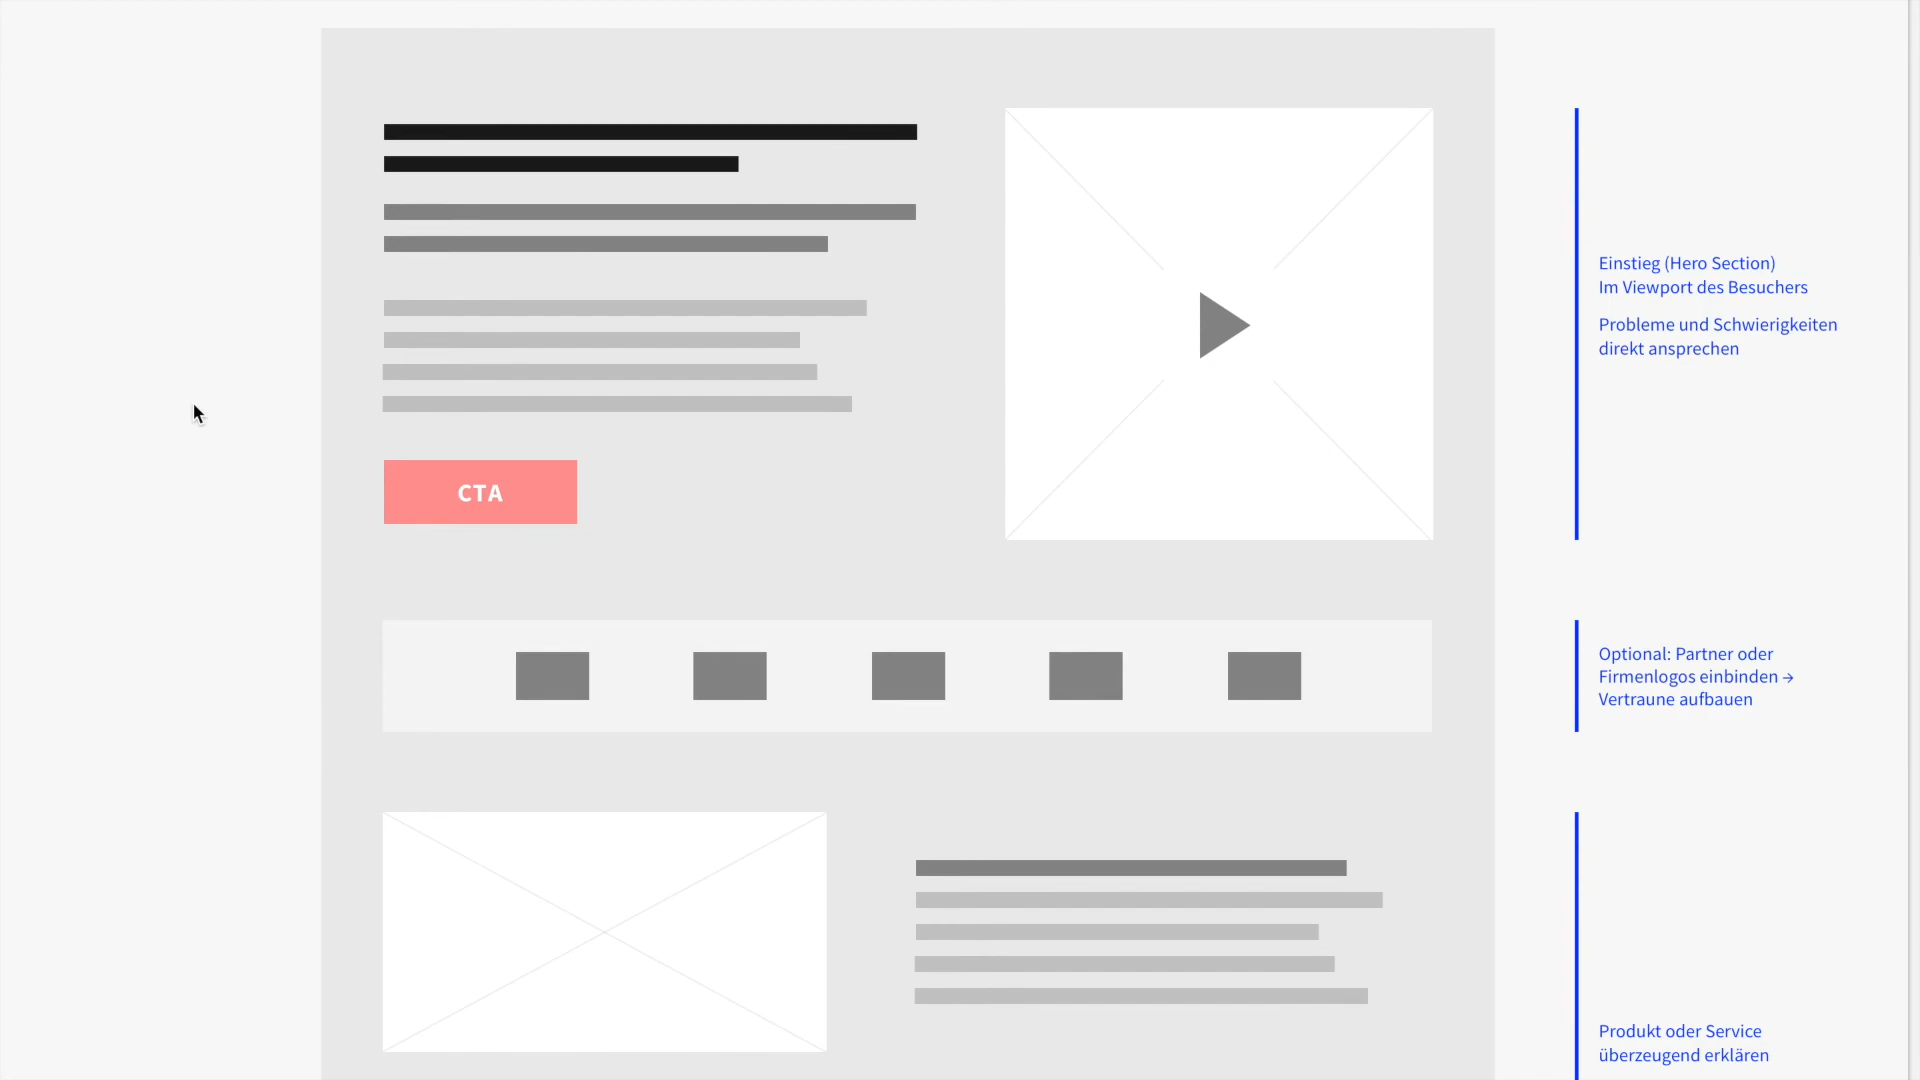 CTA
Einstieg (Hero Section)
Im Viewport des Besuchers
Probleme und Schwierigkeiten
direkt ansprechen
Optional: Partner oder
Firmenlogos einbinden →
Vertraune aufbauen
Produkt oder Service
überzeugend erklären